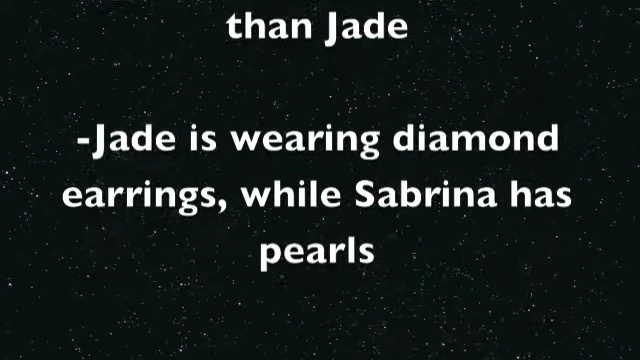 than Jade
-Jade is wearing diamond
earrings, while Sabrina has
pearls